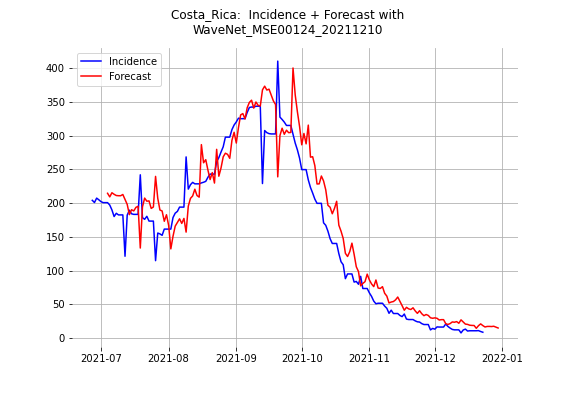 Costa_Rica:  Incidence + Forecast with
WaveNet_MSE00124_20211210
Incidence
Forecast
400
350
300
250
200
150
100
50
0
2021-07 2021-08 2021-09 2021-10 2021-11 2021-12 2022-01